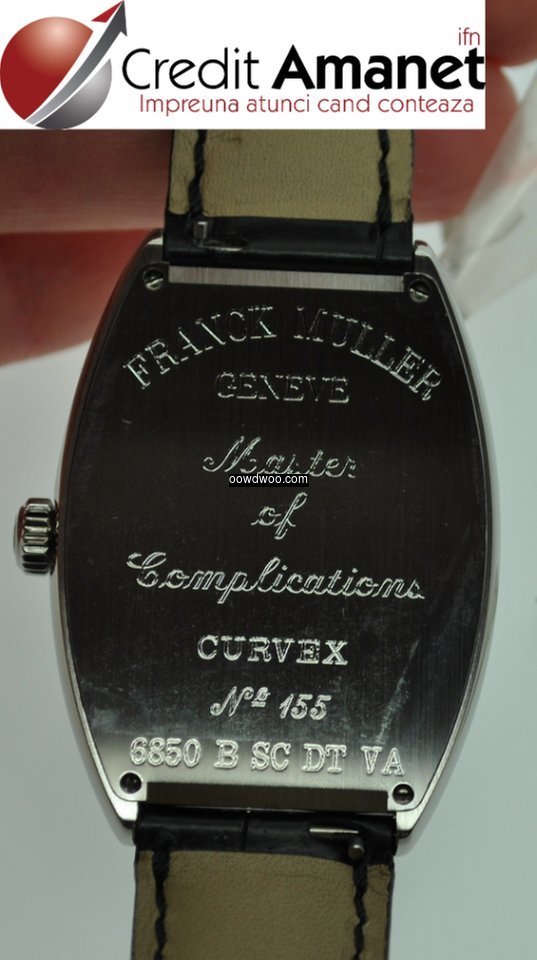 ifn
Credit Amanet
Impreuna atunci cand conteaza
FRANCK MULLER
GENEVE
Master
oowdwoo.com
of
Complications
CURVEX
Nº 155
6850 B SC DT VA